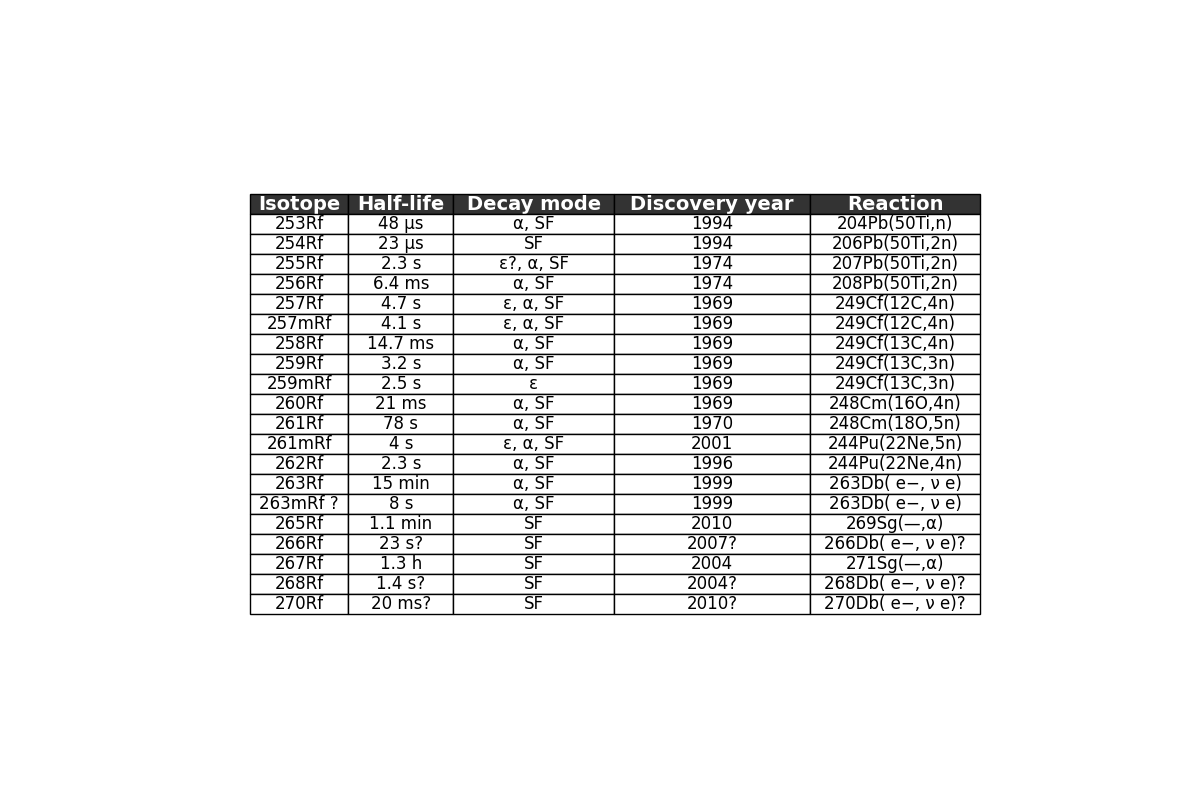 Isotope Half-life Decay mode Discovery year Reaction
253Rf 48 μs α, SF 1994 204Pb(50Ti,n)
254Rf 23 μs SF 1994 206Pb(50Ti,2n)
255Rf 2.3 s ε?, α, SF 1974 207Pb(50Ti,2n)
256Rf 6.4 ms α, SF 1974 208Pb(50Ti,2n)
257Rf 4.7 s ε, α, SF 1969 249Cf(12C,4n)
257mRf 4.1 s ε, α, SF 1969 249Cf(12C,4n)
258Rf 14.7 ms α, SF 1969 249Cf(13C,4n)
259Rf 3.2 s α, SF 1969 249Cf(13C,3n)
259mRf 2.5 s ε 1969 249Cf(13C,3n)
260Rf 21 ms α, SF 1969 248Cm(16O,4n)
261Rf 78 s α, SF 1970 248Cm(18O,5n)
261mRf 4 s ε, α, SF 2001 244Pu(22Ne,5n)
262Rf 2.3 s α, SF 1996 244Pu(22Ne,4n)
263Rf 15 min α, SF 1999 263Db( e−, ν e)
263mRf ? 8 s α, SF 1999 263Db( e−, ν e)
265Rf 1.1 min SF 2010 269Sg(—,α)
266Rf 23 s? SF 2007? 266Db( e−, ν e)?
267Rf 1.3 h SF 2004 271Sg(—,α)
268Rf 1.4 s? SF 2004? 268Db( e−, ν e)?
270Rf 20 ms? SF 2010? 270Db( e−, ν e)?